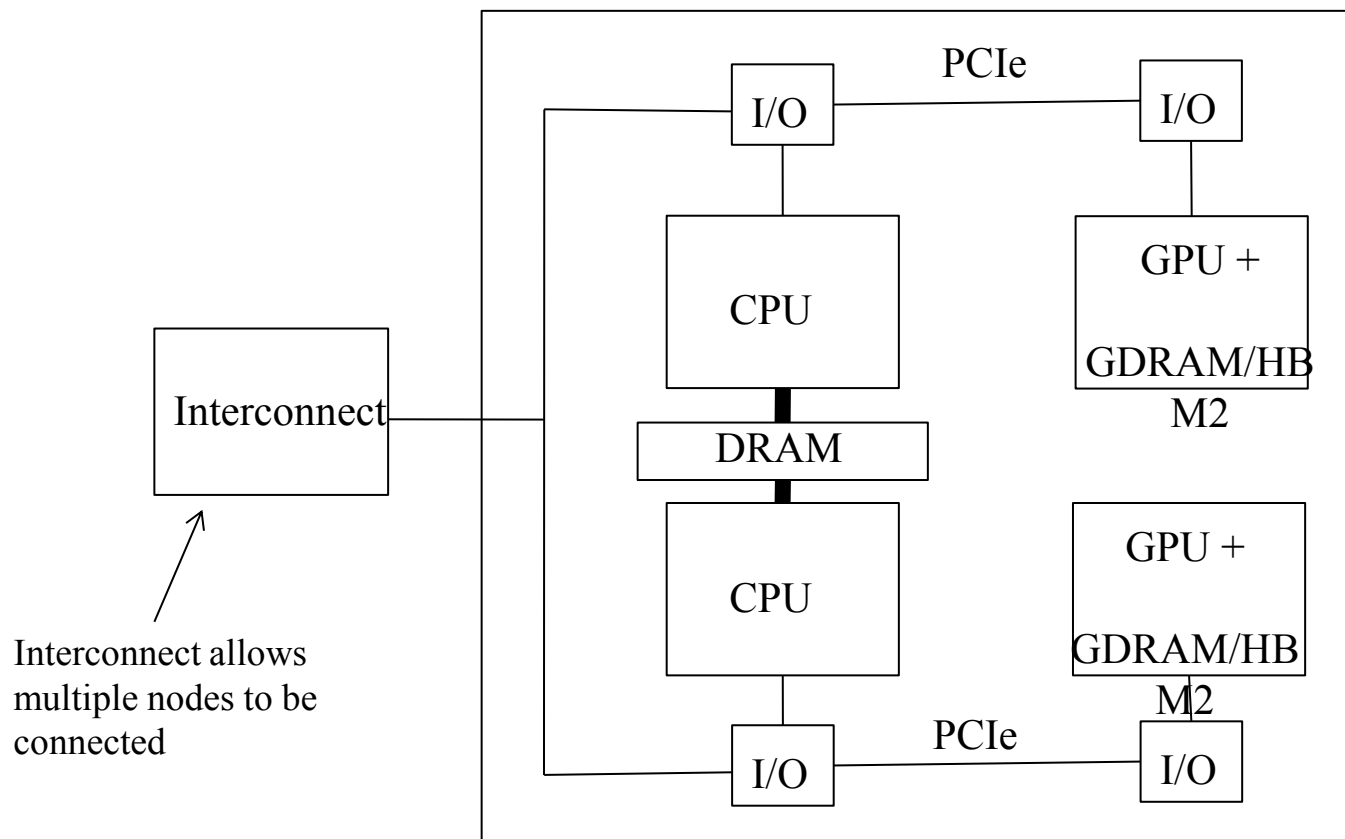 PCIe
I/O
I/O
CPU
GPU +
GDRAM/HB
M2
Interconnect
DRAM
CPU
GPU +
GDRAM/HB
M2
Interconnect allows
multiple nodes to be
connected
PCIe
I/O
I/O